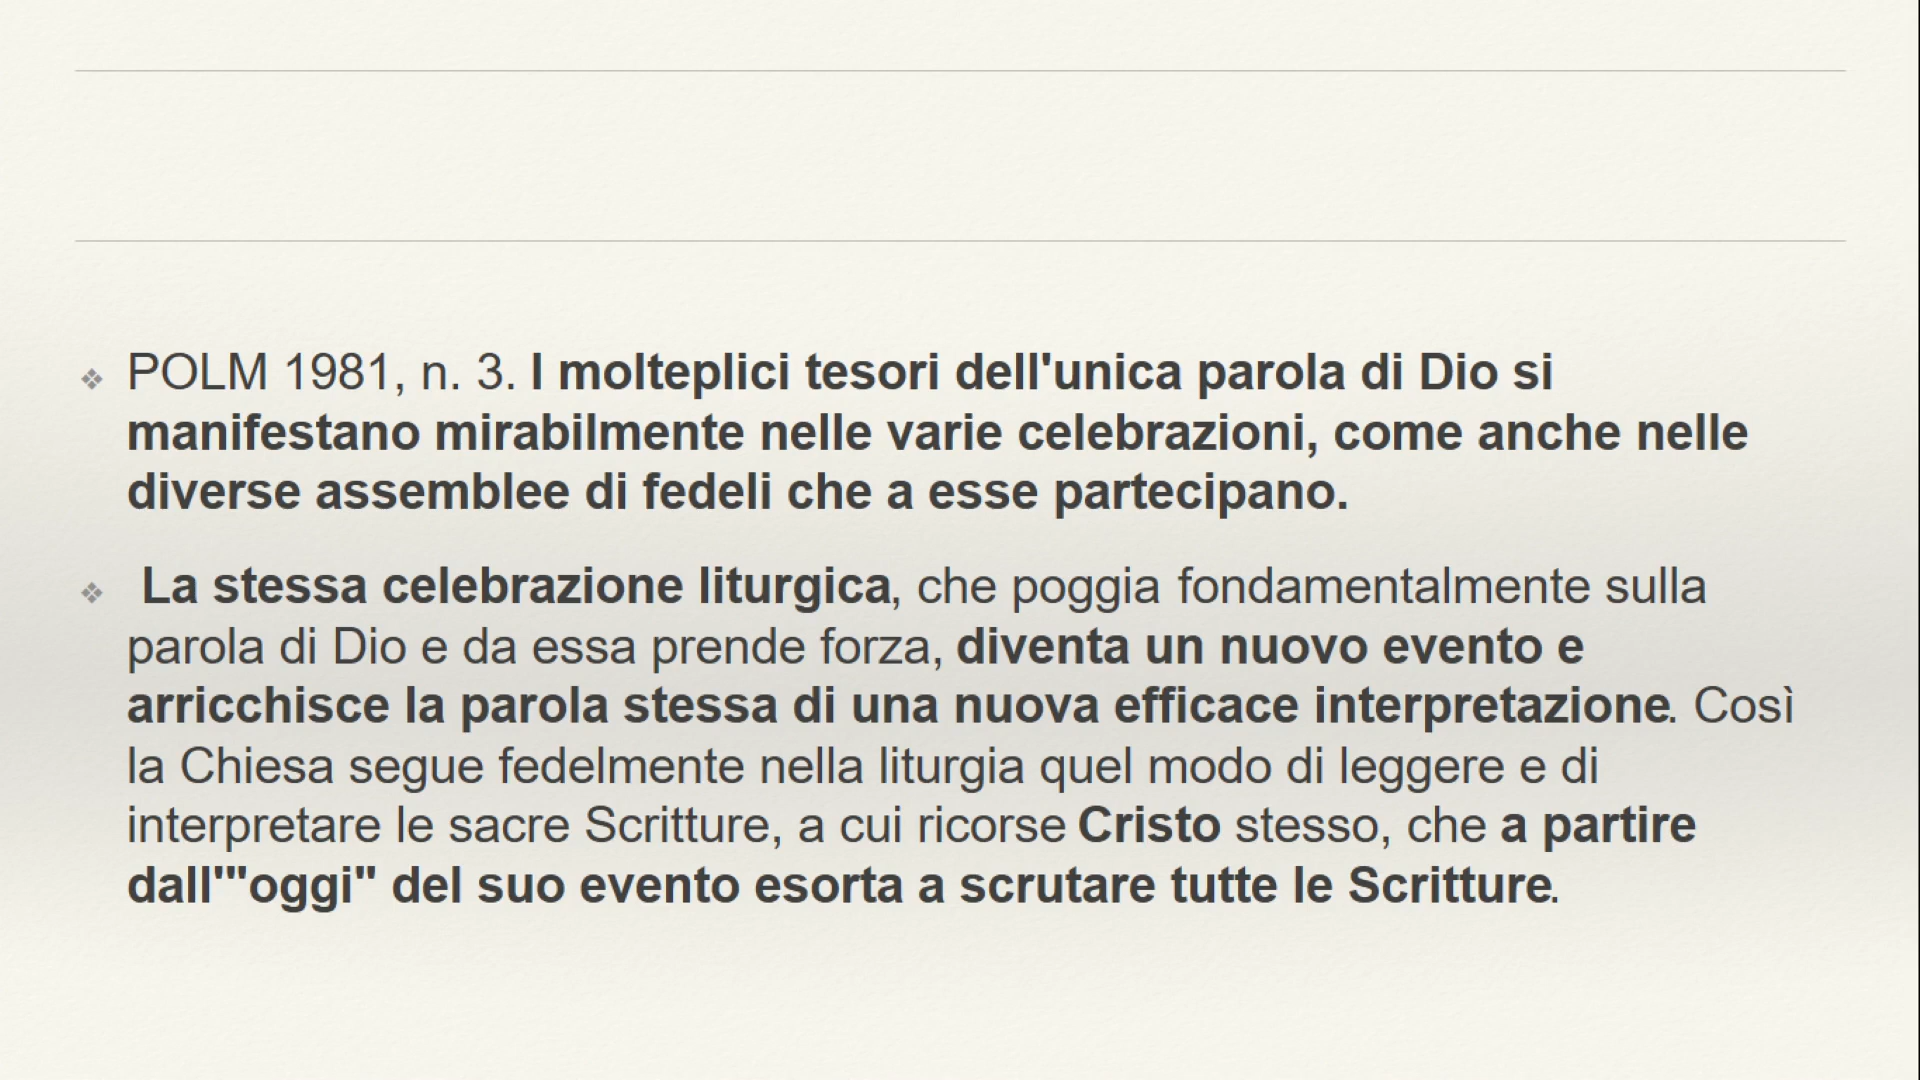 POLM 1981, n. 3. I molteplici tesori dell'unica parola di Dio si
manifestano mirabilmente nelle varie celebrazioni, come anche nelle
diverse assemblee di fedeli che a esse partecipano.
La stessa celebrazione liturgica, che poggia fondamentalmente sulla
parola di Dio e da essa prende forza, diventa un nuovo evento e
arricchisce la parola stessa di una nuova efficace interpretazione. Così
la Chiesa segue fedelmente nella liturgia quel modo di leggere e di
interpretare le sacre Scritture, a cui ricorse Cristo stesso, che a partire
dall'"oggi" del suo evento esorta a scrutare tutte le Scritture.